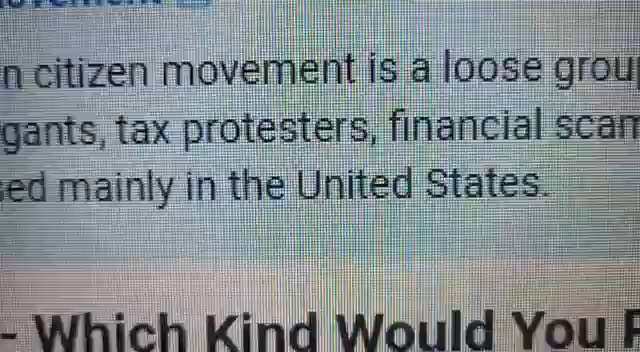 n citizen movement is a loose grou
gants, tax protesters, financial scam
ed mainly in the United States.
- Which Kind Would You